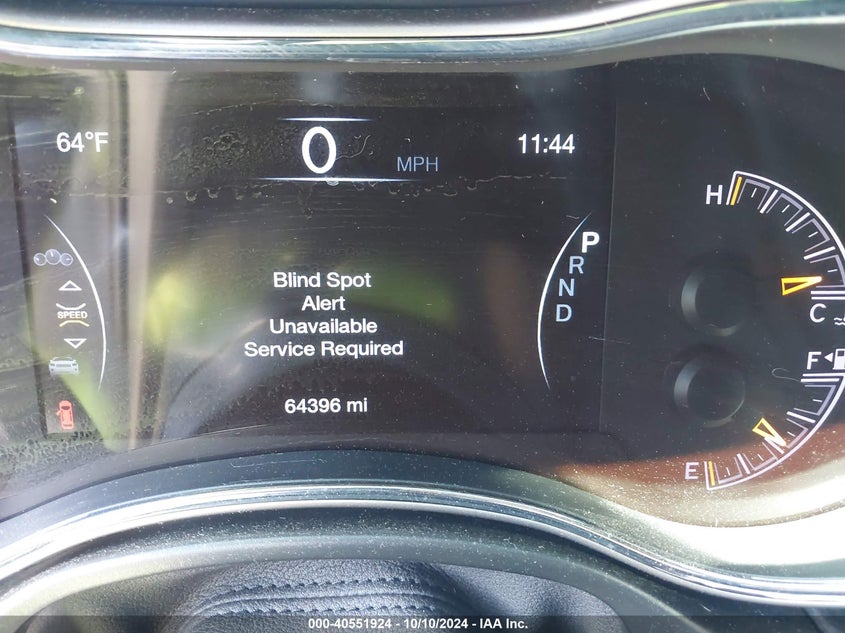 64°F
0 MPH
11:44
H
P
R
N
D
SPEED
Blind Spot
Alert
Unavailable
Service Required
C
F
64396 mi
E
000-40551924 - 10/10/2024 - IAA Inc.